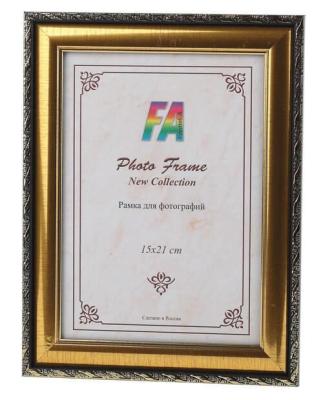 FA
Photo Frame
New Collection
Рамка для фотографий
15x21 cm
Сделано в России